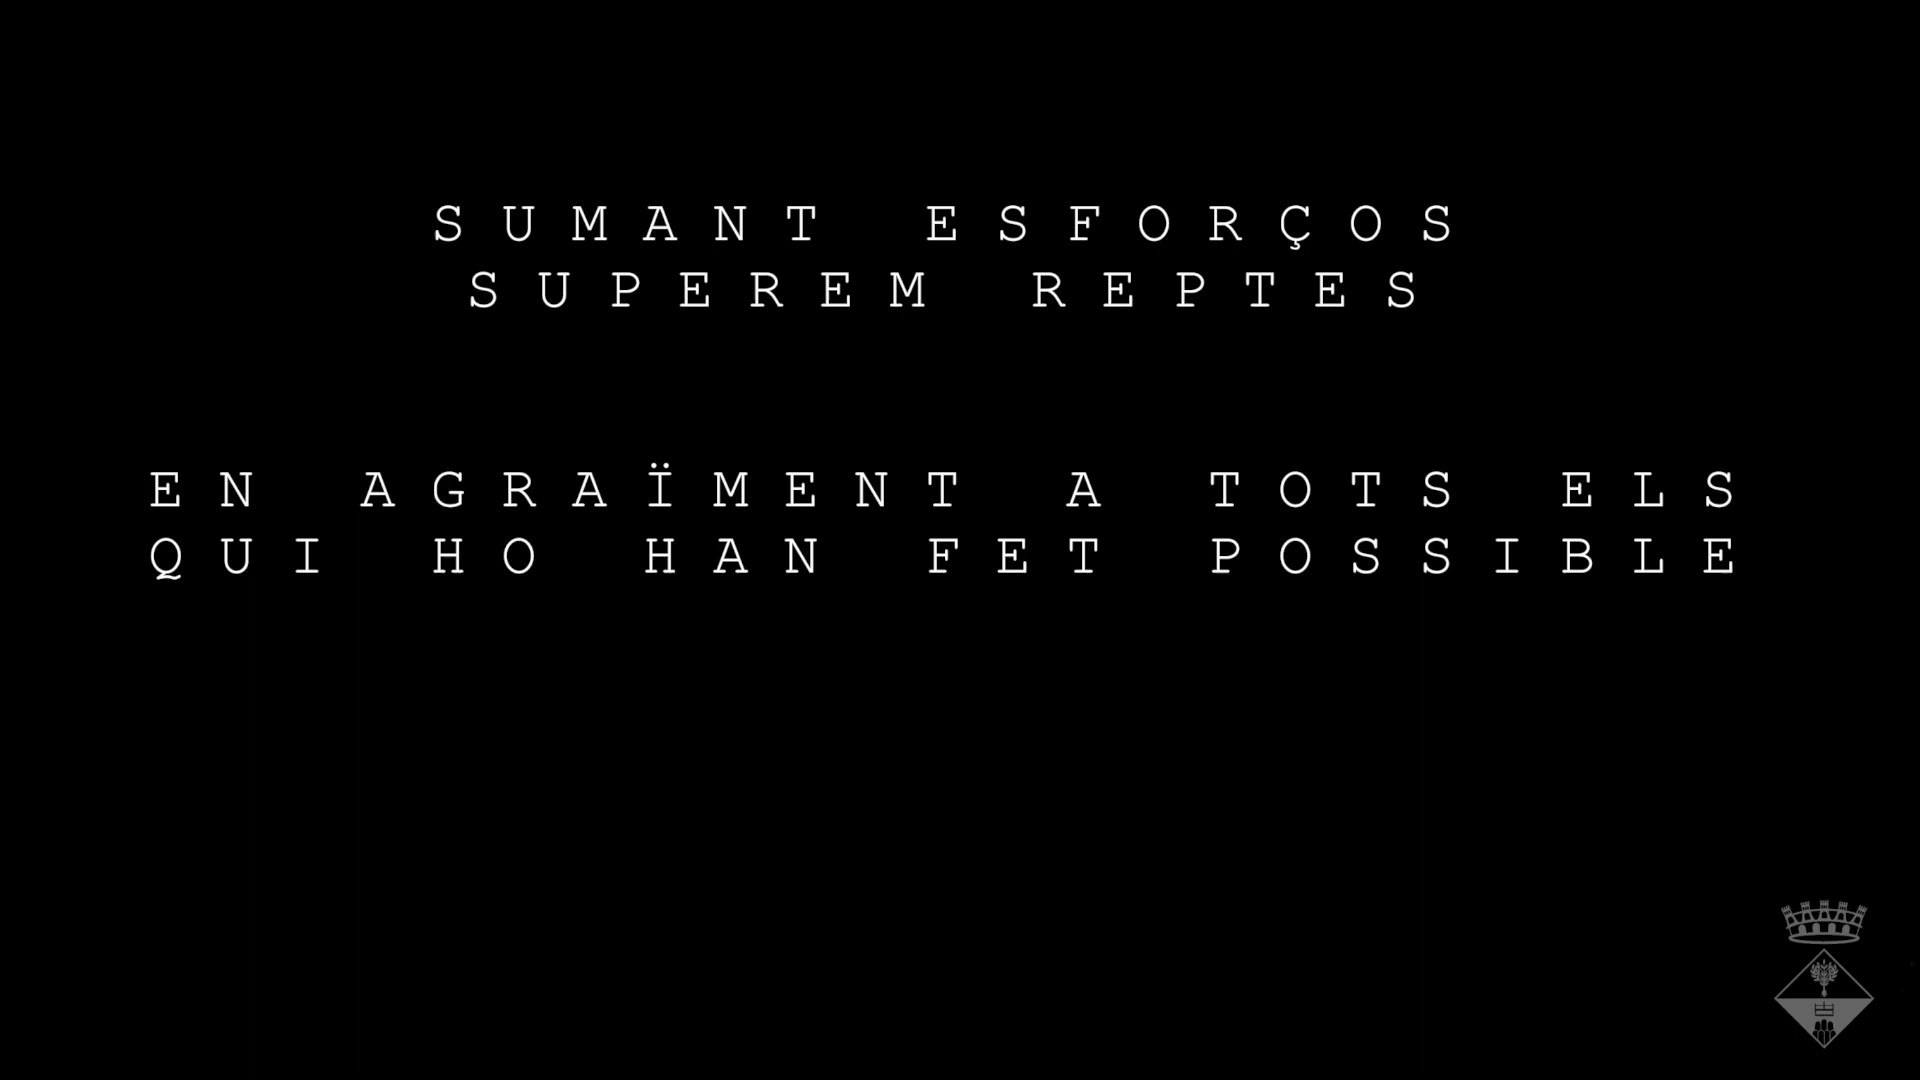 SUMANT ESFORÇOS
SUPEREM REPTES
EN AGRAÏMENT A TOTS ELS
QUI HO HAN FET POSSIBLE